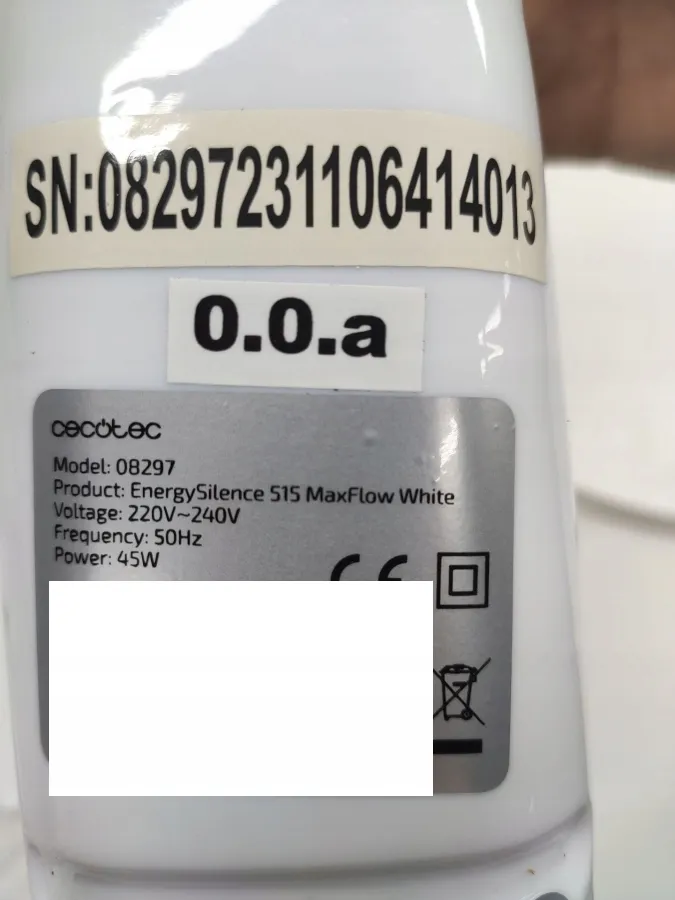 SN:08297231106414013
0.0.a
cecotec
Model: 08297
Product: EnergySilence 515 MaxFlow White
Voltage: 220V~240V
Frequency: 50Hz
Power: 45W
CE